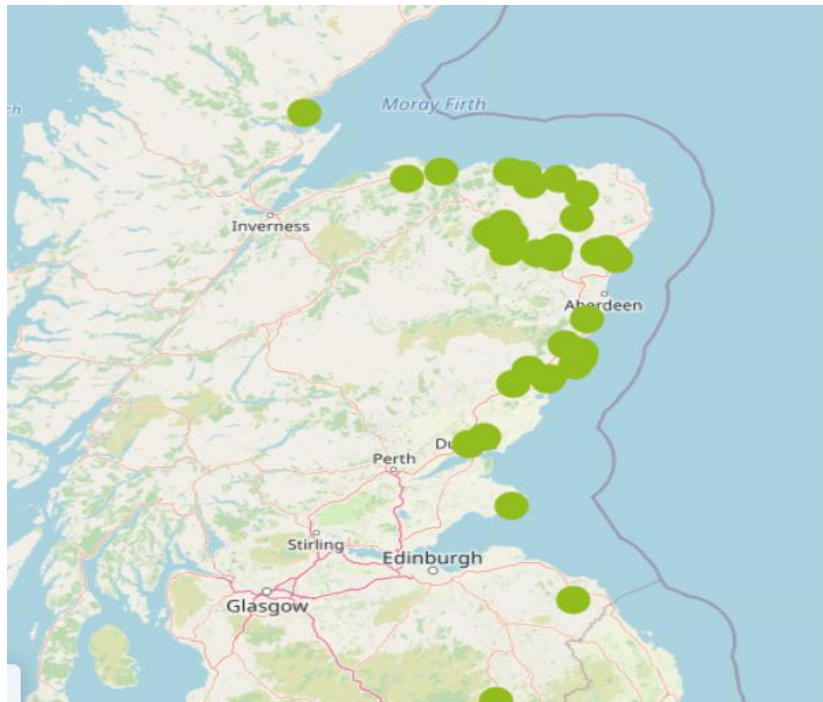 Moray Firth
Inverness
Aberdeen
Perth
Stirling
Edinburgh
Glasgow